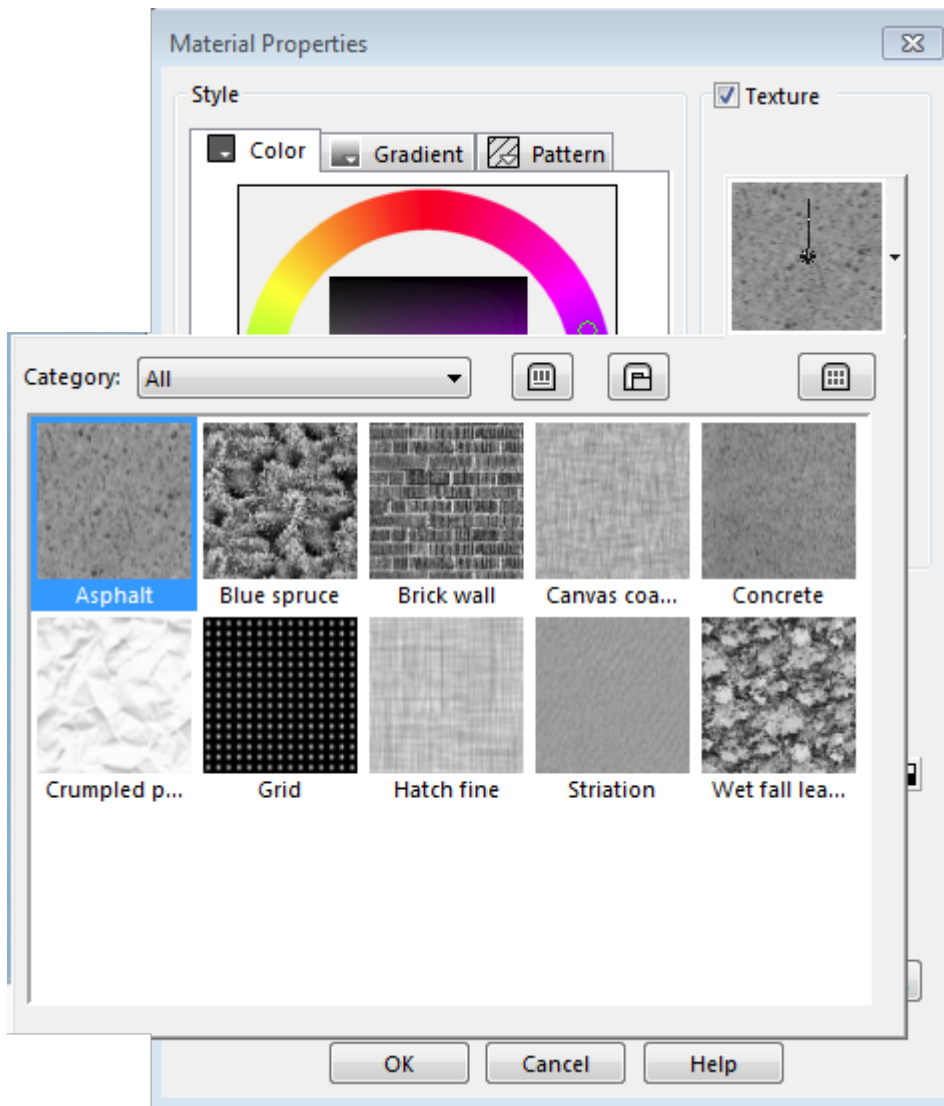 Material Properties
Style
Texture
Color
Gradient
Pattern
Category:
All
Asphalt
Blue spruce
Brick wall
Canvas coa...
Concrete
Crumpled p...
Grid
Hatch fine
Striation
Wet fall lea...
OK
Cancel
Help